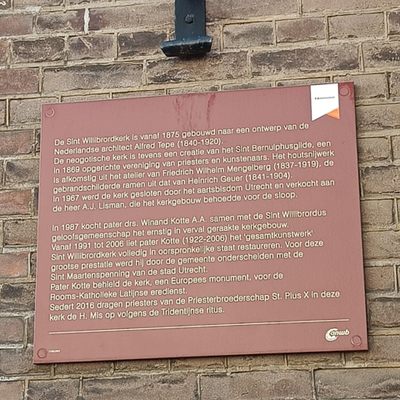 De Sint Willibrordkerk is vanaf 1875 gebouwd naar een ontwerp van de
Nederlandse architect Alfred Tepe (1840-1920).
De neogotische kerk is tevens een creatie van het Sint Bernulphusgilde, een
in 1869 opgerichte vereniging van priesters en kunstenaars. Het houtsnijwerk
is afkomstig uit het atelier van Friedrich Wilhelm Mengelberg (1837-1919), de
gebrandschilderde ramen uit dat van Heinrich Geuer (1841-1904).
In 1967 werd de kerk gesloten door het aartsbisdom Utrecht en verkocht aan
de heer A.J. Lisman, die het kerkgebouw behoedde voor de sloop.
In 1987 kocht pater drs. Winand Kotte A.A. samen met de Sint Willibrordus
geloofsgemeenschap het ernstig in verval geraakte kerkgebouw.
Vanaf 1991 tot 2006 liet pater Kotte (1922-2006) het 'gesamtkunstwerk'
Sint Willibrordkerk volledig in oorspronkelijke staat restaureren. Voor deze
grootse prestatie werd hij door de gemeente onderscheiden met de
Sint Maartenspenning van de stad Utrecht.
Pater Kotte behield de kerk, een Europees monument, voor de
Rooms-Katholieke Latijnse eredienst.
Sedert 2016 dragen priesters van de Priesterbroederschap St. Pius X in deze
kerk de H. Mis op volgens de Tridentijnse ritus.
anwb